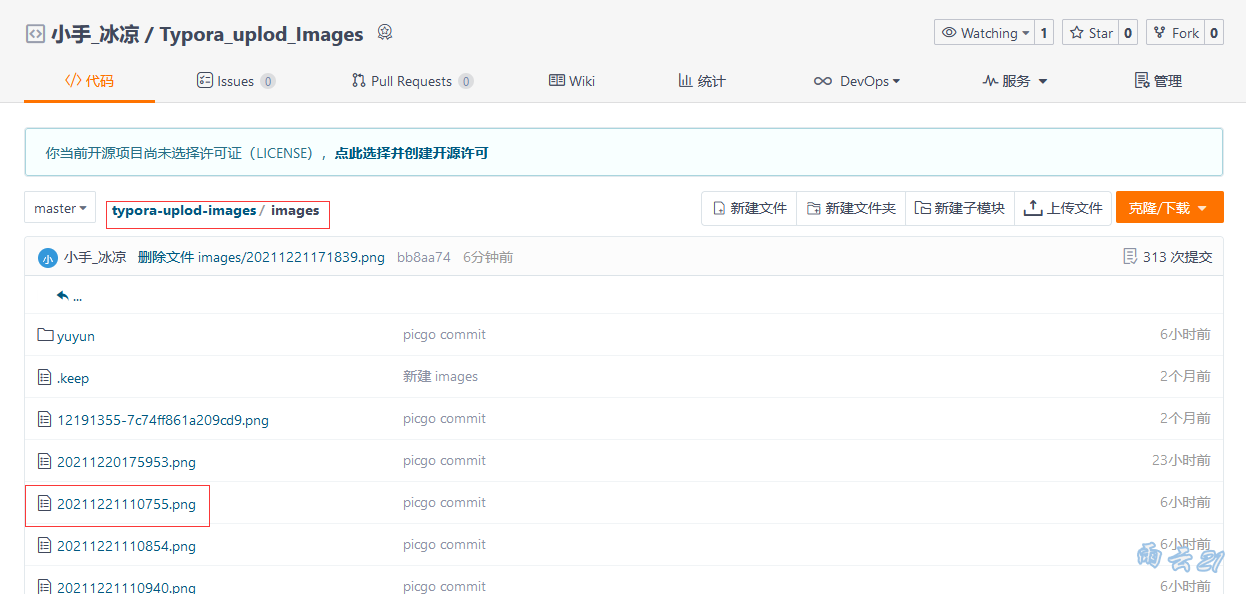 小手_冰凉 / Typora_uplod_Images
Watching 1 Star 0 Fork 0
代码 Issues 0 Pull Requests 0 Wiki 统计 DevOps 服务 管理
你当前开源项目尚未选择许可证（LICENSE），点此选择并创建开源许可
master typora-uplod-images / images 新建文件 新建文件夹 新建子模块 上传文件 克隆/下载
小 小手_冰凉 删除文件 images/20211221171839.png bb8aa74 6分钟前 313 次提交
...
yuyun picgo commit 6小时前
.keep 新建 images 2个月前
12191355-7c74ff861a209cd9.png picgo commit 2个月前
20211220175953.png picgo commit 23小时前
20211221110755.png picgo commit 6小时前
20211221110854.png picgo commit 6小时前
雨云21
20211221110940.png picgo commit 6小时前